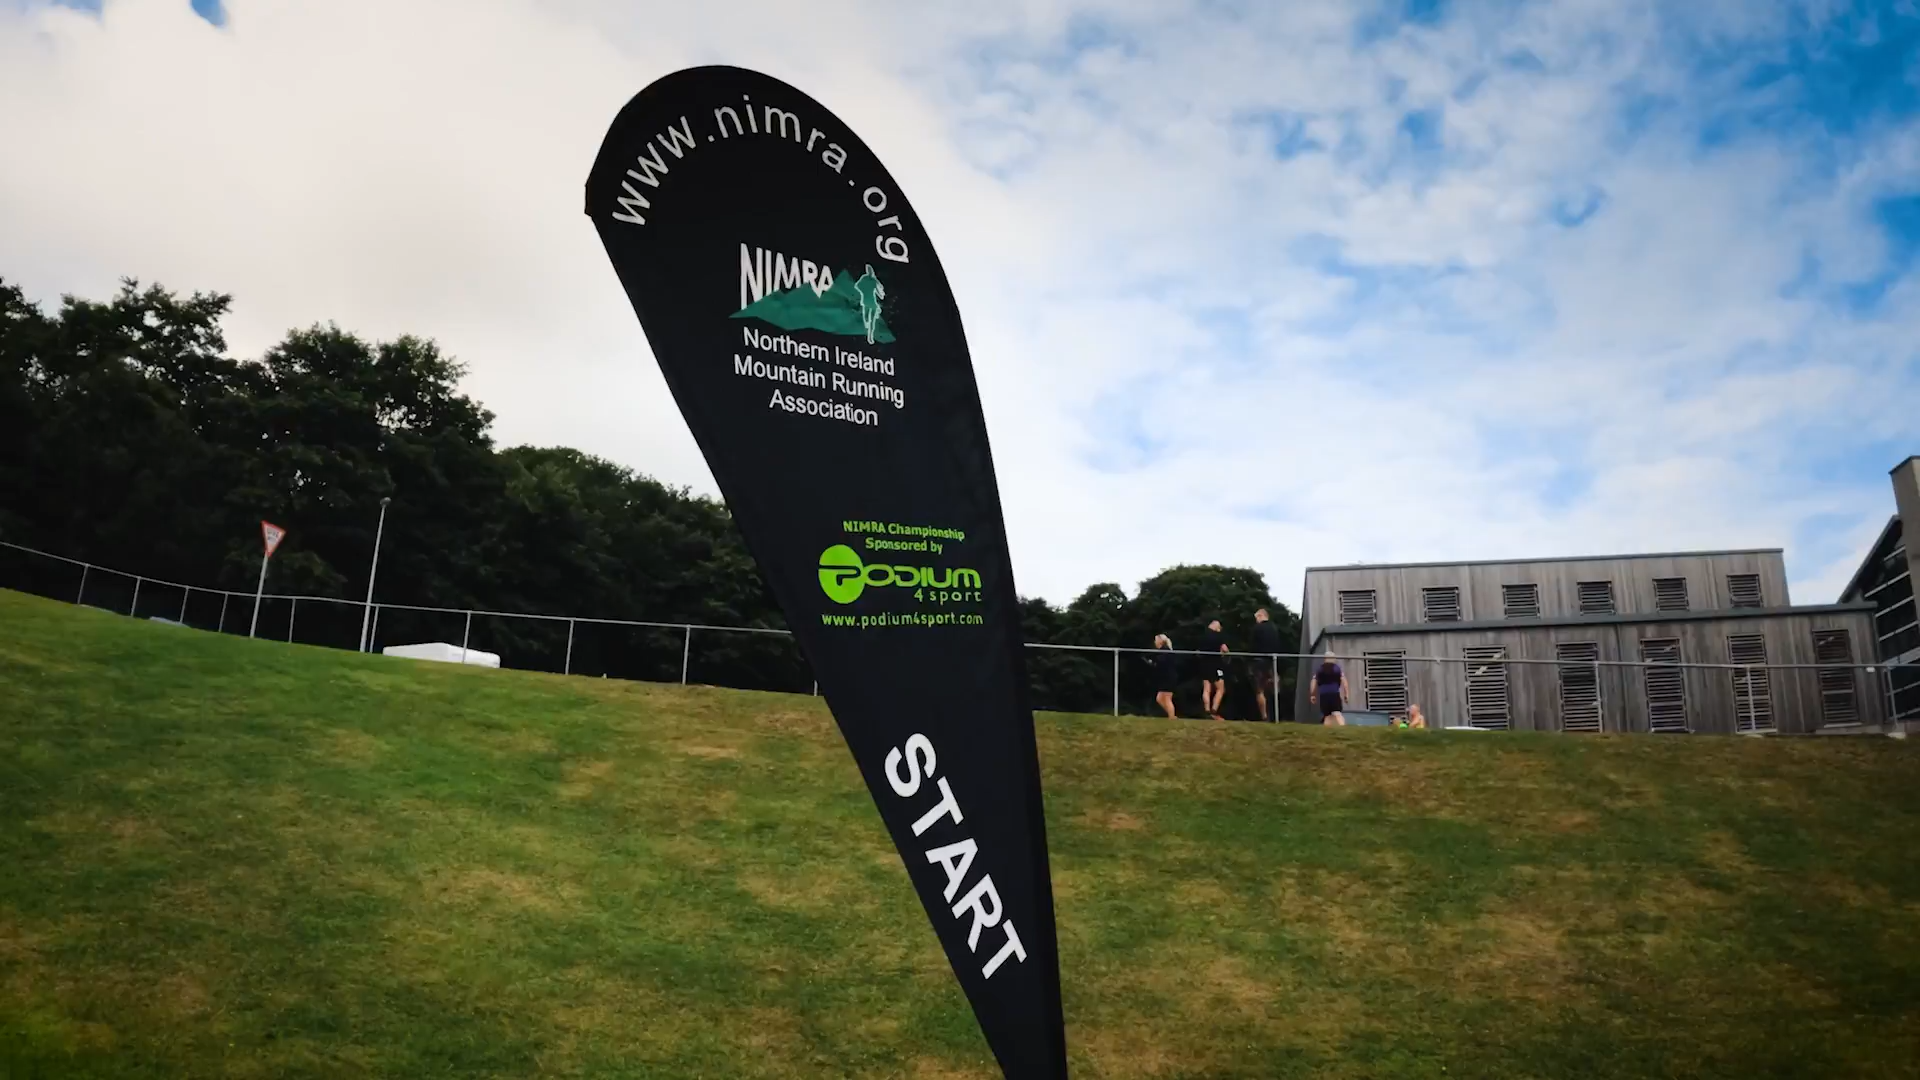 www.nimra.org
NIMRA
Northern Ireland
Mountain Running
Association
NIMRA Championship
Sponsored by
PODIUM
4 sport
www.podium4sport.com
START